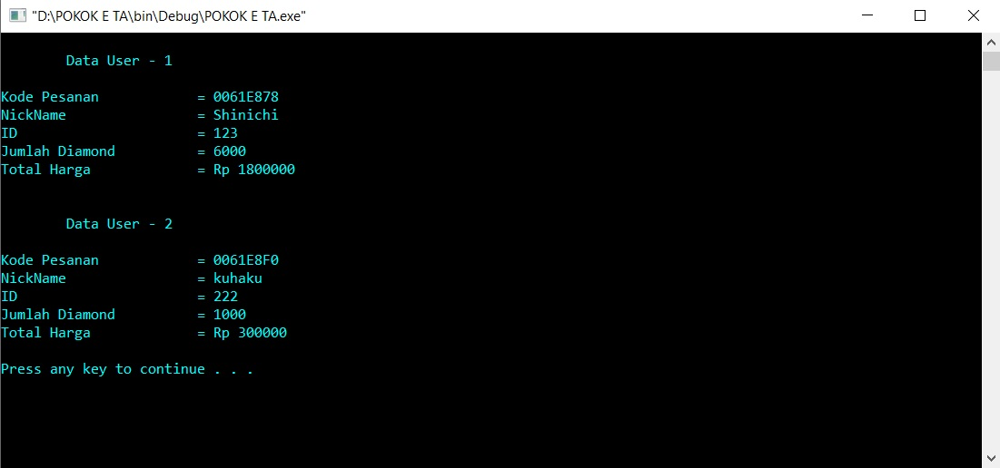 "D:\POKOK E TA\bin\Debug\POKOK E TA.exe"
Data User - 1
Kode Pesanan = 0061E878
NickName = Shinichi
ID = 123
Jumlah Diamond = 6000
Total Harga = Rp 1800000
Data User - 2
Kode Pesanan = 0061E8F0
NickName = kuhaku
ID = 222
Jumlah Diamond = 1000
Total Harga = Rp 300000
Press any key to continue . . .